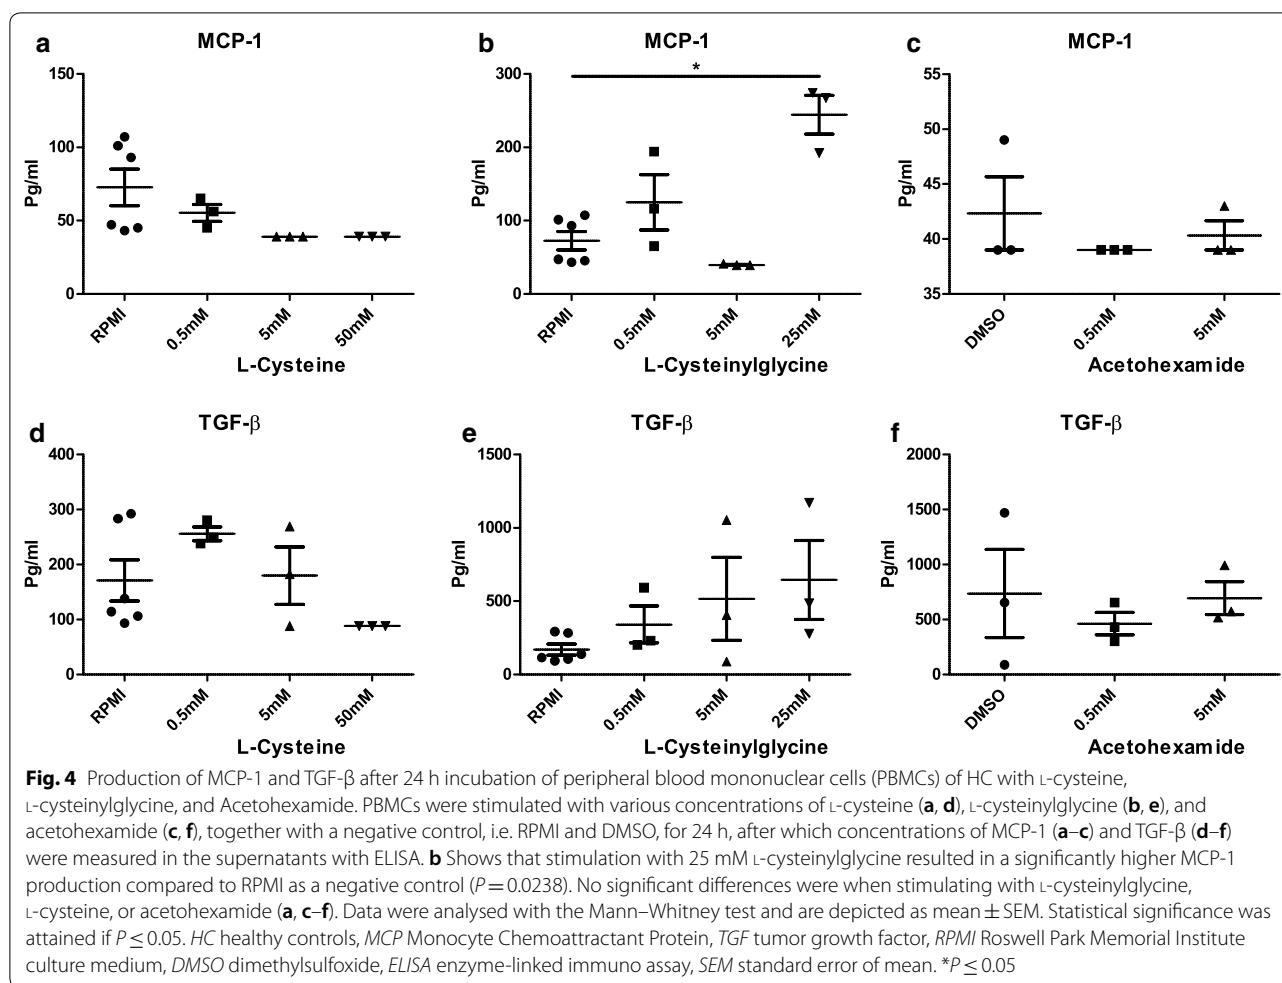 a
MCP-1
150
100
50
0
Pg/ml
RPMI
0.5mM
5mM
50mM
L-Cysteine
b
MCP-1
*
300
200
100
0
Pg/ml
RPMI
0.5mM
5mM
25mM
L-Cysteinylglycine
c
MCP-1
55
50
45
40
35
Pg/ml
DMSO
0.5mM
5mM
Acetohexamide
d
TGF-β
400
300
200
100
0
Pg/ml
RPMI
0.5mM
5mM
50mM
L-Cysteine
e
TGF-β
1500
1000
500
0
Pg/ml
RPMI
0.5mM
5mM
25mM
L-Cysteinylglycine
f
TGF-β
2000
1500
1000
500
0
Pg/ml
DMSO
0.5mM
5mM
Acetohexamide
Fig. 4 Production of MCP-1 and TGF-β after 24 h incubation of peripheral blood mononuclear cells (PBMCs) of HC with ʟ-cysteine,
ʟ-cysteinylglycine, and Acetohexamide. PBMCs were stimulated with various concentrations of ʟ-cysteine (a, d), ʟ-cysteinylglycine (b, e), and
acetohexamide (c, f), together with a negative control, i.e. RPMI and DMSO, for 24 h, after which concentrations of MCP-1 (a–c) and TGF-β (d–f)
were measured in the supernatants with ELISA. b Shows that stimulation with 25 mM ʟ-cysteinylglycine resulted in a significantly higher MCP-1
production compared to RPMI as a negative control (P = 0.0238). No significant differences were when stimulating with ʟ-cysteinylglycine,
ʟ-cysteine, or acetohexamide (a, c–f). Data were analysed with the Mann–Whitney test and are depicted as mean ± SEM. Statistical significance was
attained if P ≤ 0.05. HC healthy controls, MCP Monocyte Chemoattractant Protein, TGF tumor growth factor, RPMI Roswell Park Memorial Institute
culture medium, DMSO dimethylsulfoxide, ELISA enzyme-linked immuno assay, SEM standard error of mean. *P ≤ 0.05